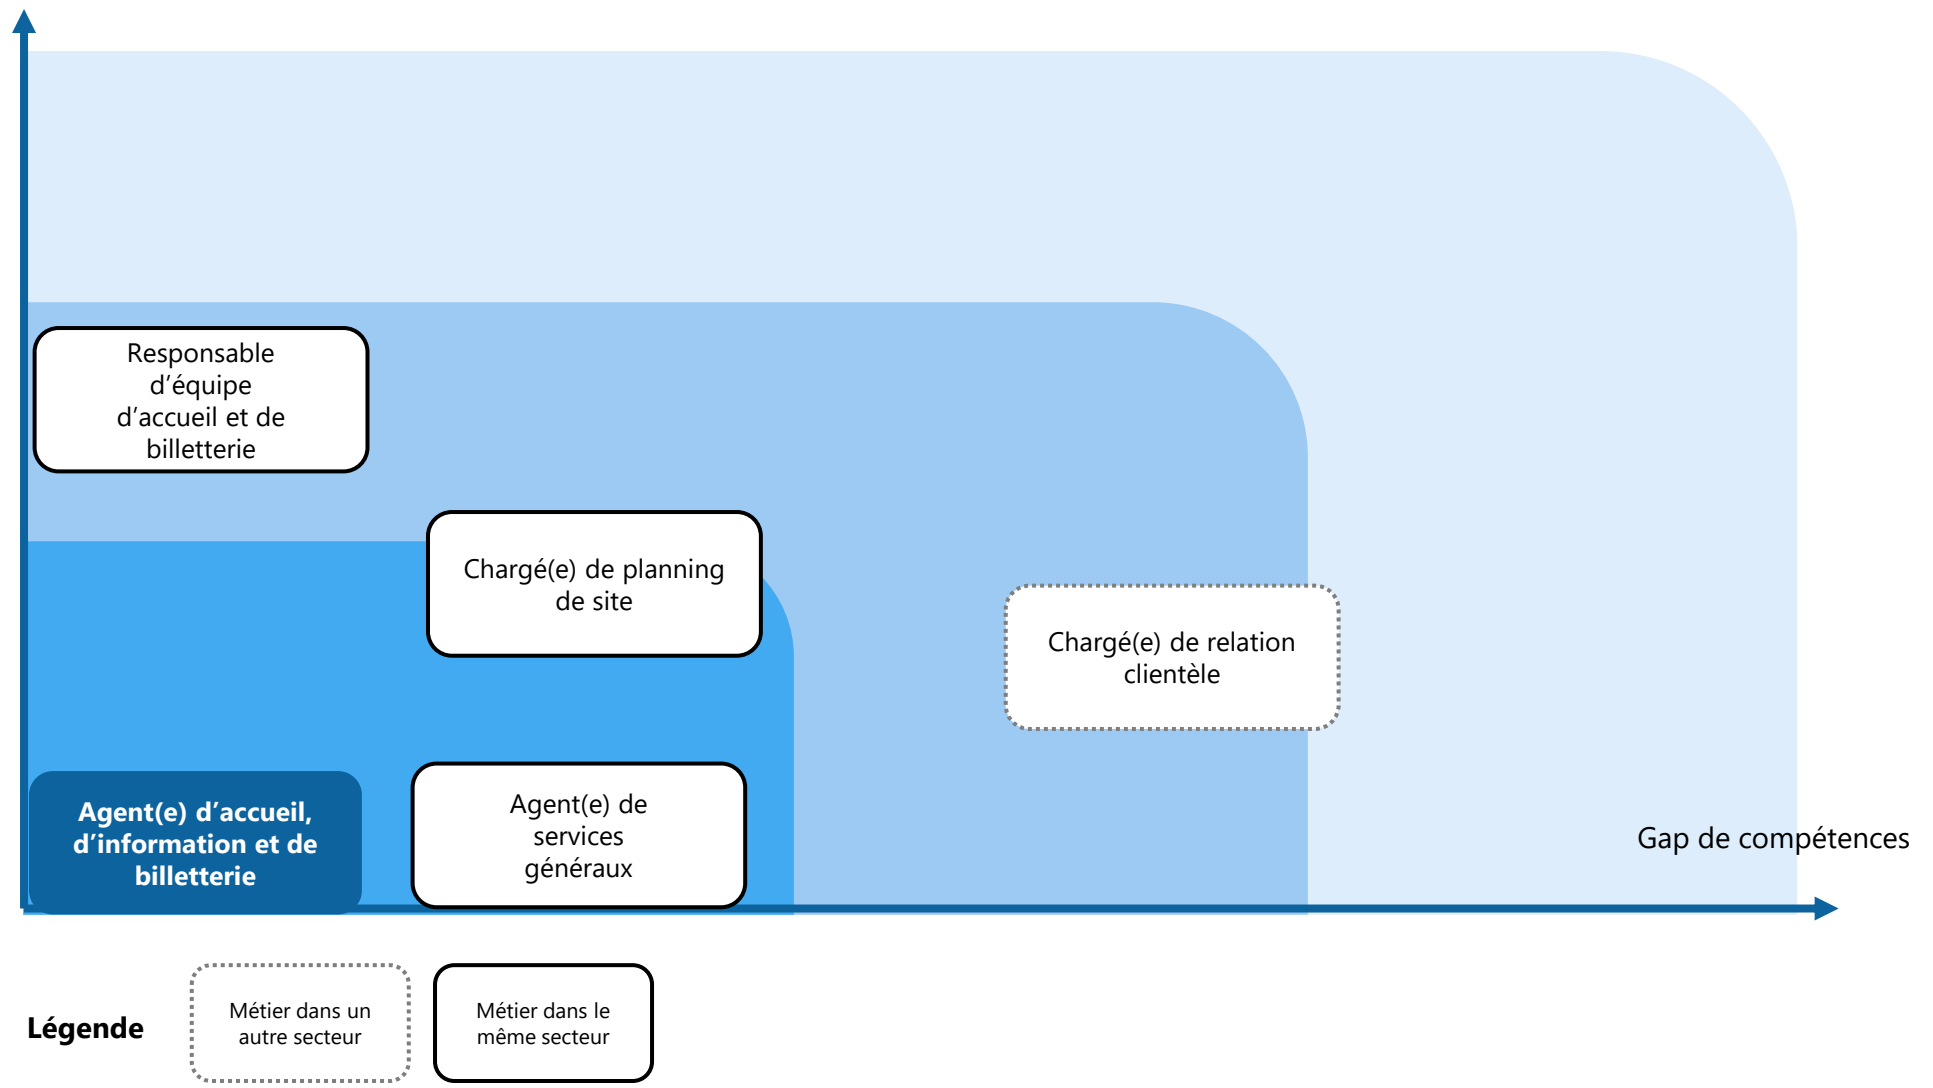 Responsable
d’équipe
d’accueil et de
billetterie
Chargé(e) de planning
de site
Chargé(e) de relation
clientèle
Agent(e) d’accueil,
d’information et de
billetterie
Agent(e) de
services
généraux
Gap de compétences
Légende
Métier dans un
autre secteur
Métier dans le
même secteur